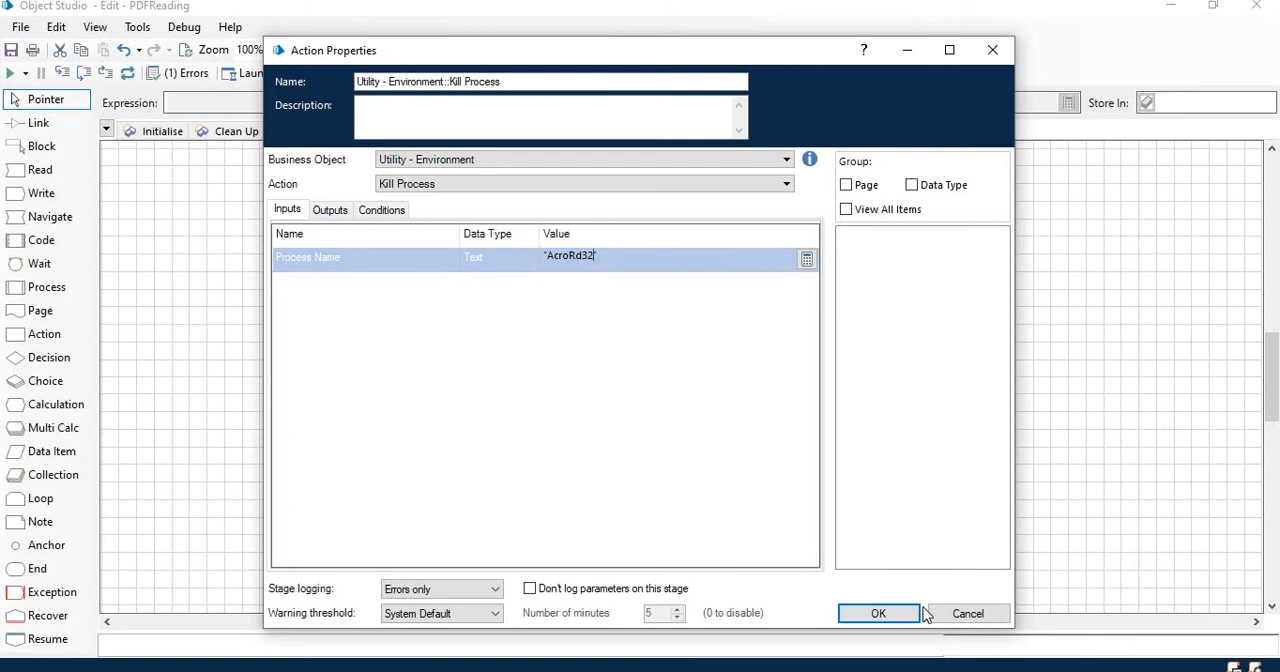 Object Studio - Edit - PDFReading
File Edit View Tools Debug Help
Zoom 100%
(1) Errors Laun
Expression:
Store In:
Initialise Clean Up
Pointer
Link
Block
Read
Write
Navigate
Code
Wait
Process
Page
Action
Decision
Choice
Calculation
Multi Calc
Data Item
Collection
Loop
Note
Anchor
End
Exception
Recover
Resume
Action Properties ?
Name: Utility - Environment::Kill Process
Description:
Business Object Utility - Environment i
Action Kill Process
Inputs Outputs Conditions
Name Data Type Value
Process Name Text "AcroRd32"
Group:
Page Data Type
View All Items
Stage logging: Errors only Don't log parameters on this stage
Warning threshold: System Default Number of minutes 5 (0 to disable)
OK Cancel